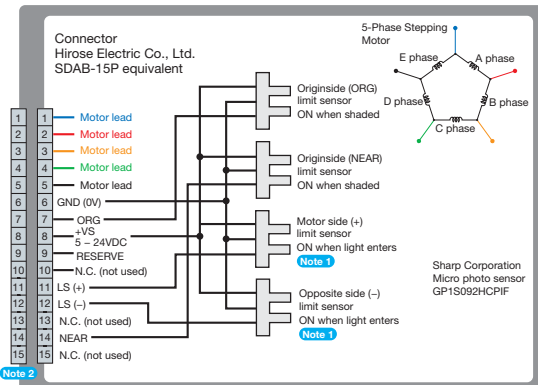 Connector
Hirose Electric Co., Ltd.
SDAB-15P equivalent
5-Phase Stepping
Motor
E phase
A phase
D phase
B phase
C phase
1 1 Motor lead
2 2 Motor lead
3 3 Motor lead
4 4 Motor lead
5 5 Motor lead
6 6 GND (0V)
7 7 ORG
8 8 +VS
5 – 24VDC
9 9 RESERVE
10 10 N.C. (not used)
11 11 LS (+)
12 12 LS (–)
13 13 N.C. (not used)
14 14 NEAR
15 15 N.C. (not used)
Note 2
Originside (ORG)
limit sensor
ON when shaded
Originside (NEAR)
limit sensor
ON when shaded
Motor side (+)
limit sensor
ON when light enters
Note 1
Opposite side (–)
limit sensor
ON when light enters
Note 1
Sharp Corporation
Micro photo sensor
GP1S092HCPIF